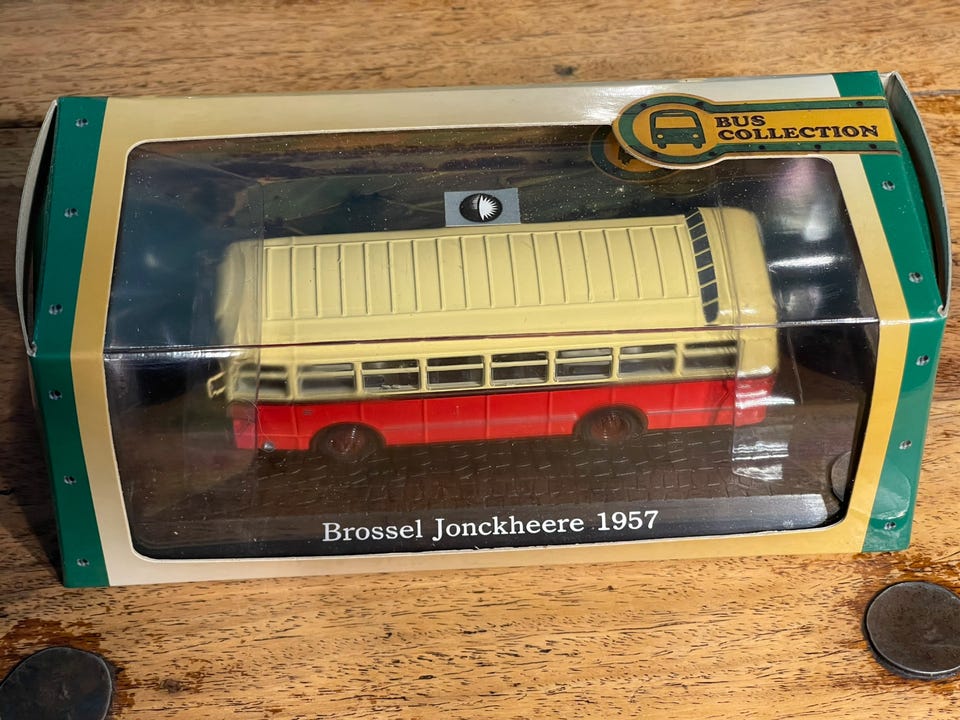 BUS
COLLECTION
Brossel Jonckheere 1957